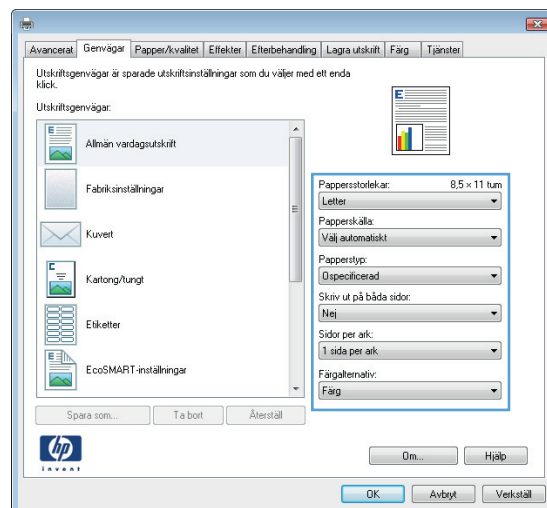 Avancerat Genvägar Papper/kvalitet Effekter Efterbehandling Lagra utskrift Färg Tjänster
Utskriftsgenvägar är sparade utskriftsinställningar som du väljer med ett enda
klick.
Utskriftsgenvägar:
Allmän vardagsutskrift
Fabriksinställningar
Kuvert
Kartong/tungt
Etiketter
EcoSMART-inställningar
Spara som... Ta bort Återställ
E
Pappersstorlekar: 8,5 × 11 tum
Letter
Papperskälla:
Välj automatiskt
Papperstyp:
Ospecificerad
Skriv ut på båda sidor:
Nej
Sidor per ark:
1 sida per ark
Färgalternativ:
Färg
hp
invent
Om... Hjälp
OK Avbryt Verkställ